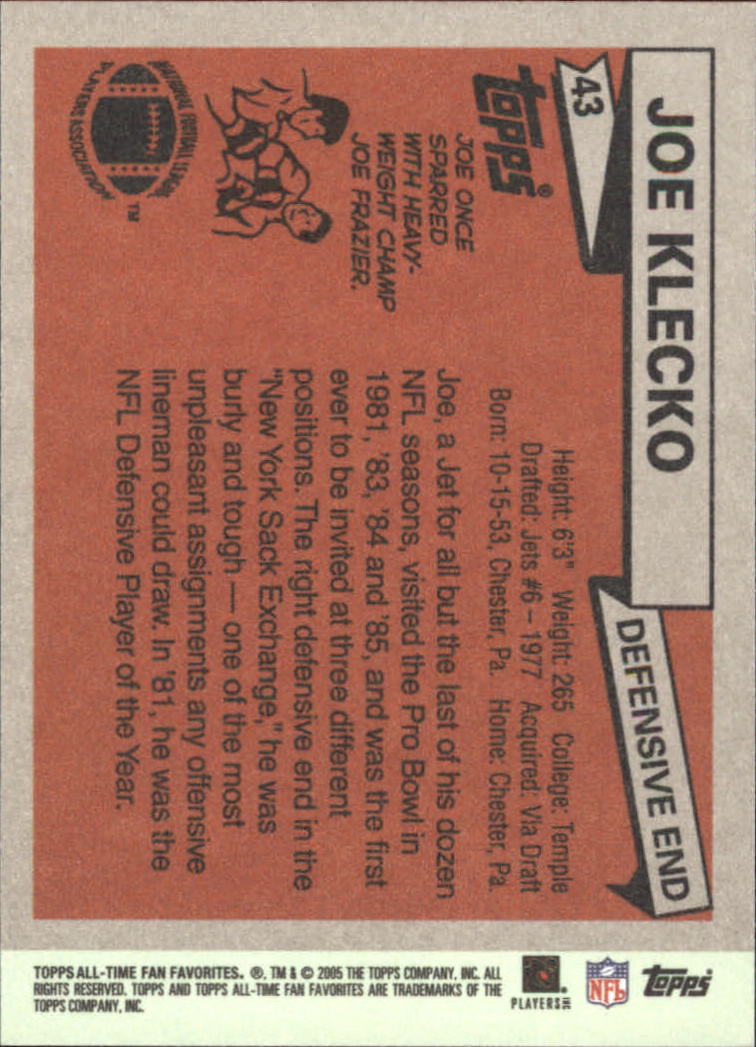 JOE KLECKO
DEFENSIVE END
43
topps®
Height: 6'3" Weight: 265 College: Temple
Drafted: Jets #6 – 1977 Acquired: Via Draft
Born: 10-15-53, Chester, Pa. Home: Chester, Pa.
JOE ONCE
SPARRED
WITH HEAVY-
WEIGHT CHAMP
JOE FRAZIER.
Joe, a Jet for all but the last of his dozen
NFL seasons, visited the Pro Bowl in
1981, '83, '84 and '85, and was the first
ever to be invited at three different
positions. The right defensive end in the
"New York Sack Exchange," he was
burly and tough — one of the most
unpleasant assignments any offensive
lineman could draw. In '81, he was the
NFL Defensive Player of the Year.
NATIONAL FOOTBALL LEAGUE
PLAYERS ASSOCIATION
TM
TOPPS ALL-TIME FAN FAVORITES. ®, TM & © 2005 THE TOPPS COMPANY, INC. ALL
RIGHTS RESERVED. TOPPS AND TOPPS ALL-TIME FAN FAVORITES ARE TRADEMARKS OF THE
TOPPS COMPANY, INC.
PLAYERS INC
NFL
topps®